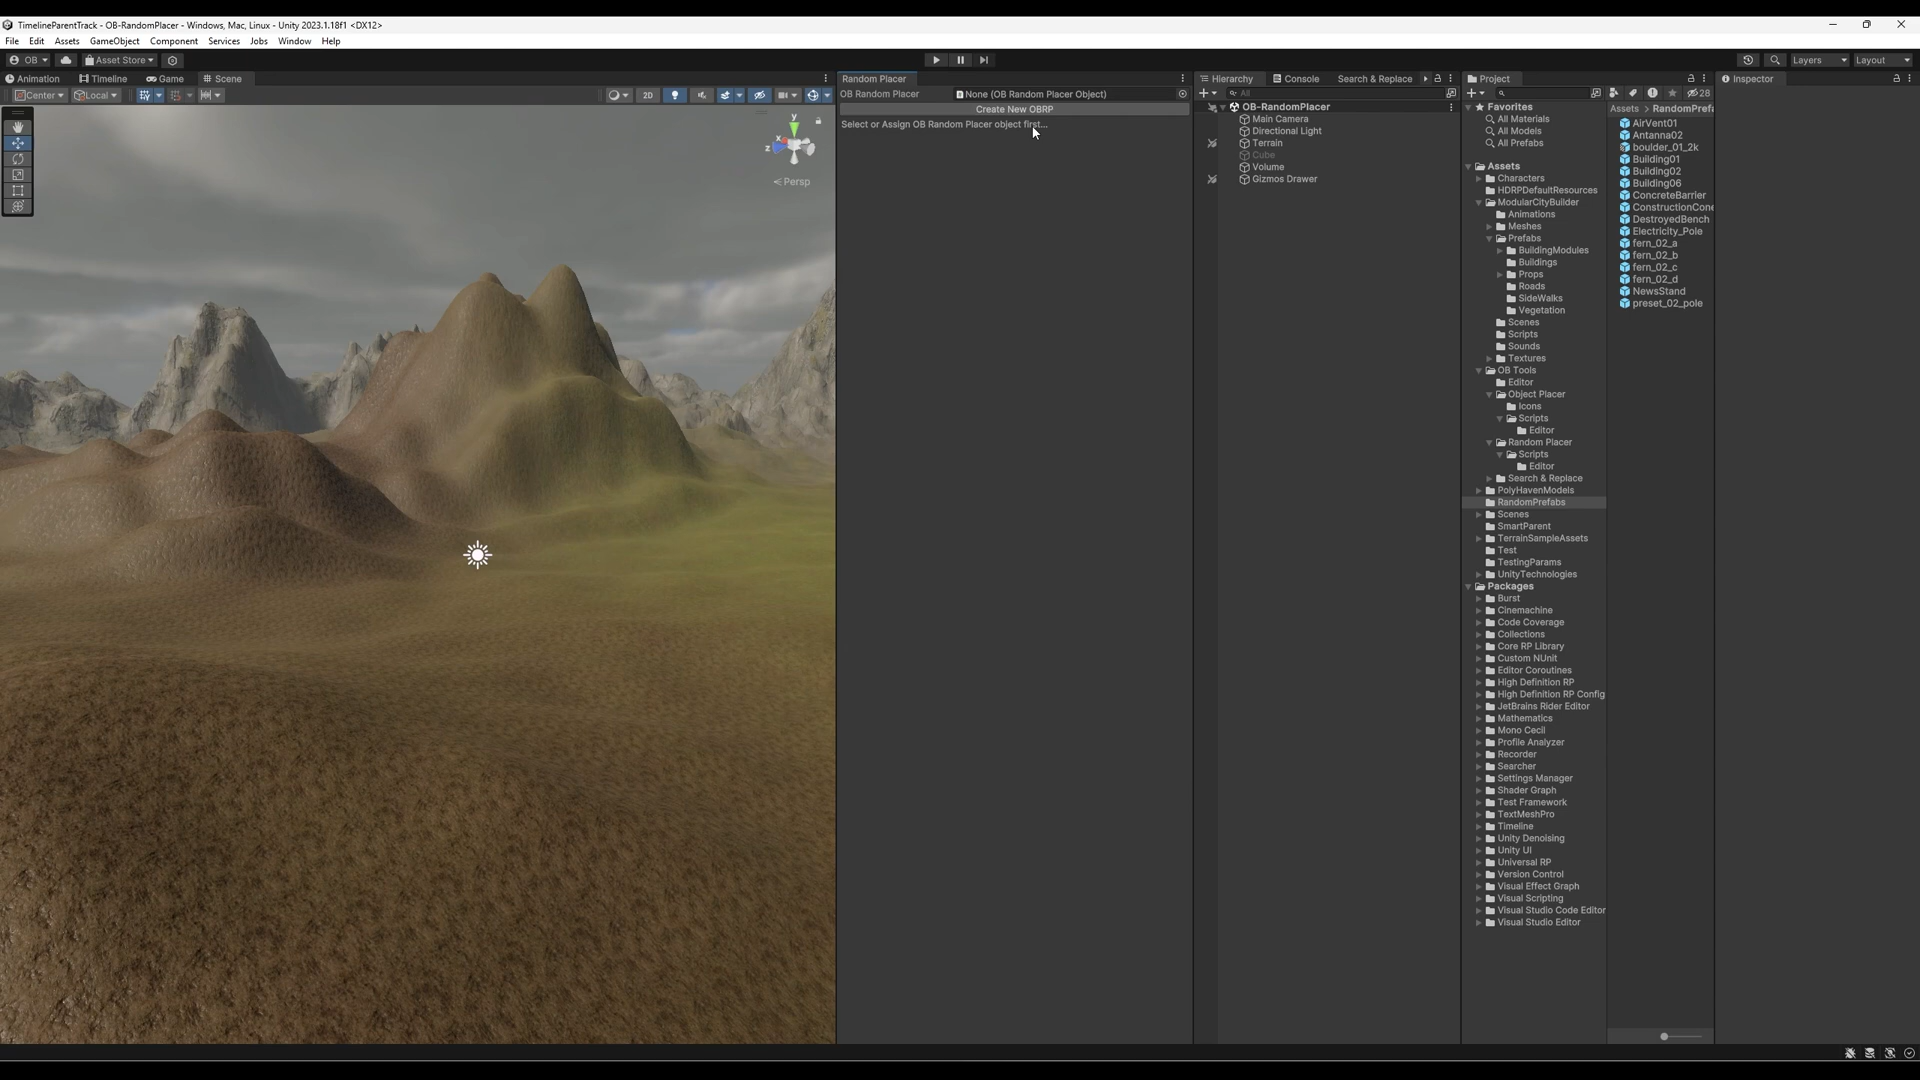 TimelineParentTrack - OB-RandomPlacer - Windows, Mac, Linux - Unity 2023.1.18f1 <DX12>
File Edit Assets GameObject Component Services Jobs Window Help
OB Asset Store Layers Layout
Animation Timeline Game Scene
Center Local 2D
y
x
z
Persp
Random Placer
OB Random Placer None (OB Random Placer Object)
Create New OBRP
Select or Assign OB Random Placer object first...
Hierarchy Console Search & Replace
All
OB-RandomPlacer
Main Camera
Directional Light
Terrain
Cube
Volume
Gizmos Drawer
Project
28
Favorites
All Materials
All Models
All Prefabs
Assets
Characters
HDRPDefaultResources
ModularCityBuilder
Animations
Meshes
Prefabs
BuildingModules
Buildings
Props
Roads
SideWalks
Vegetation
Scenes
Scripts
Sounds
Textures
OB Tools
Editor
Object Placer
Icons
Scripts
Editor
Random Placer
Scripts
Editor
Search & Replace
PolyHavenModels
RandomPrefabs
Scenes
SmartParent
TerrainSampleAssets
Test
TestingParams
UnityTechnologies
Packages
Burst
Cinemachine
Code Coverage
Collections
Core RP Library
Custom NUnit
Editor Coroutines
High Definition RP
High Definition RP Config
JetBrains Rider Editor
Mathematics
Mono Cecil
Profile Analyzer
Recorder
Searcher
Settings Manager
Shader Graph
Test Framework
TextMeshPro
Timeline
Unity Denoising
Unity UI
Universal RP
Version Control
Visual Effect Graph
Visual Scripting
Visual Studio Code Editor
Visual Studio Editor
Assets > RandomPrefa
AirVent01
Antanna02
boulder_01_2k
Building01
Building02
Building06
ConcreteBarrier
ConstructionCone
DestroyedBench
Electricity_Pole
fern_02_a
fern_02_b
fern_02_c
fern_02_d
NewsStand
preset_02_pole
Inspector